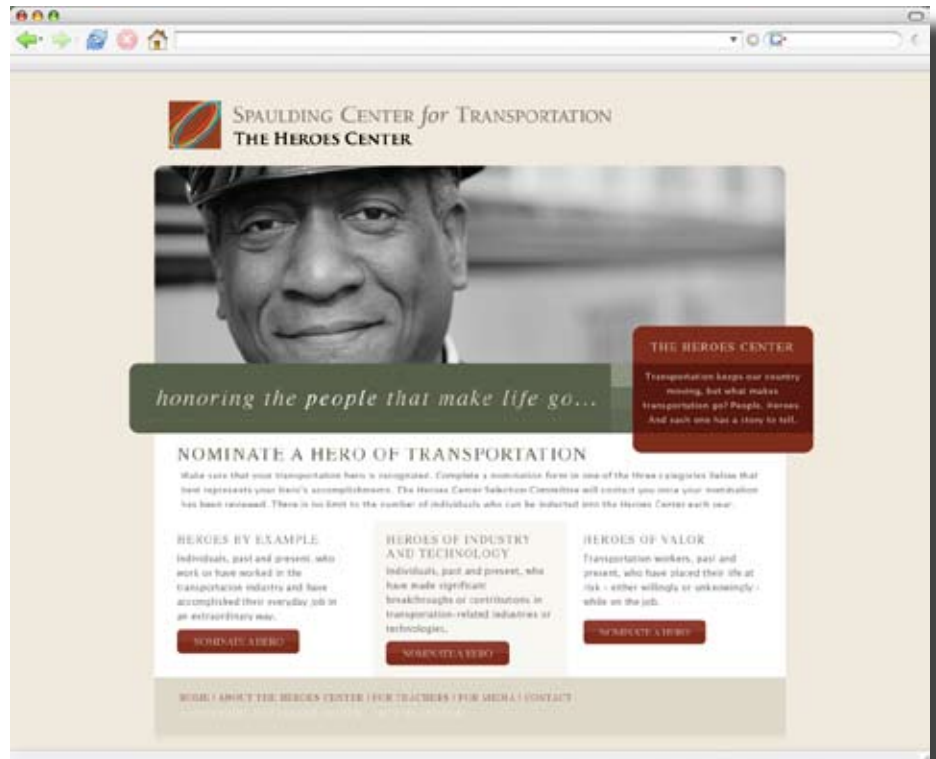 SPAULDING CENTER for TRANSPORTATION
THE HEROES CENTER
THE HEROES CENTER
Transportation keeps our country
moving, but what makes
transportation go? People. Heroes.
And each one has a story to tell.
honoring the people that make life go...
NOMINATE A HERO OF TRANSPORTATION
Make sure that your transportation hero is recognized. Complete a nomination form in one of the three categories below that
best represents your hero's accomplishments. The Heroes Center Selection Committee will contact you once your nomination
has been reviewed. There is no limit to the number of individuals who can be inducted into the Heroes Center each year.
HEROES BY EXAMPLE
Individuals, past and present, who
work or have worked in the
transportation industry and have
accomplished their everyday job in
an extraordinary way.
NOMINATE A HERO
HEROES OF INDUSTRY
AND TECHNOLOGY
Individuals, past and present, who
have made significant
breakthroughs or contributions in
transportation-related industries or
technologies.
NOMINATE A HERO
HEROES OF VALOR
Transportation workers, past and
present, who have placed their life at
risk - either willingly or unknowingly -
while on the job.
NOMINATE A HERO
HOME | ABOUT THE HEROES CENTER | FOR TEACHERS | FOR MEDIA | CONTACT